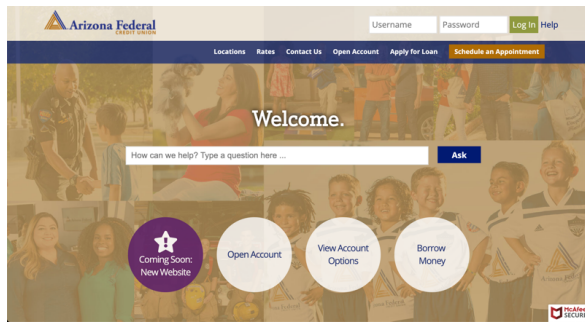 Arizona Federal
CREDIT UNION
Username
Password
Log In
Help
Locations
Rates
Contact Us
Open Account
Apply for Loan
Schedule an Appointment
Welcome.
How can we help? Type a question here ...
Ask
Coming Soon:
New Website
Open Account
View Account
Options
Borrow
Money
McAfee
SECURE